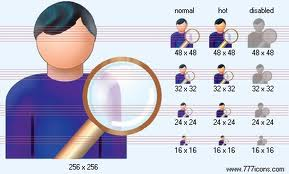 normal hot disabled
48 x 48 48 x 48 48 x 48
32 x 32 32 x 32 32 x 32
24 x 24 24 x 24 24 x 24
16 x 16 16 x 16 16 x 16
256 x 256
www.777icons.com